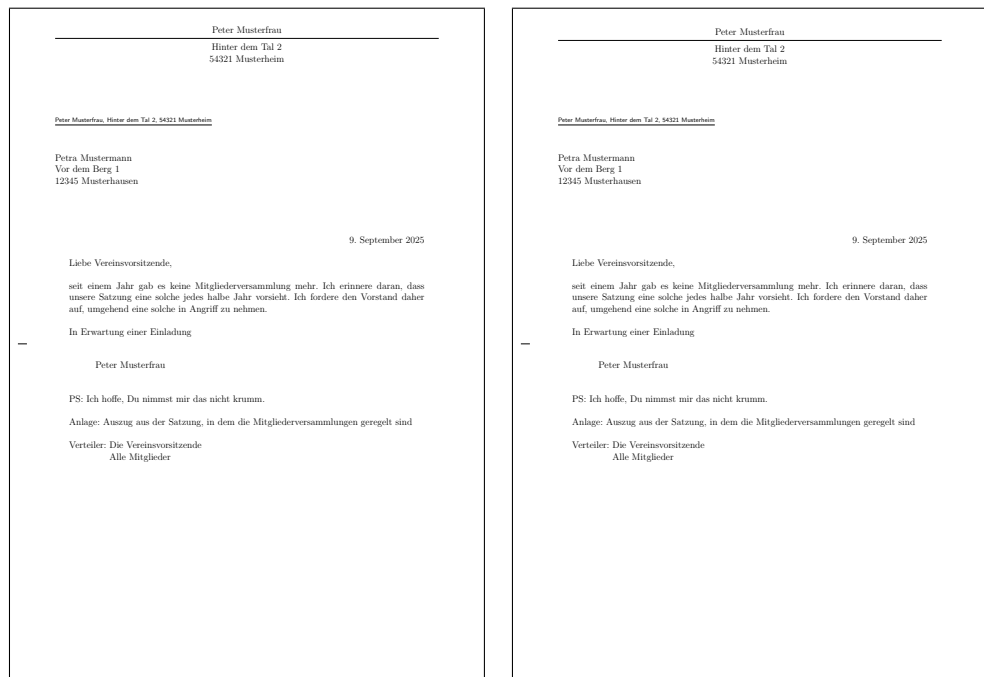 Peter Musterfrau
Hinter dem Tal 2
54321 Musterheim
Peter Musterfrau, Hinter dem Tal 2, 54321 Musterheim
Petra Mustermann
Vor dem Berg 1
12345 Musterhausen
9. September 2025
Liebe Vereinsvorsitzende,
seit einem Jahr gab es keine Mitgliederversammlung mehr. Ich erinnere daran, dass
unsere Satzung eine solche jedes halbe Jahr vorsieht. Ich fordere den Vorstand daher
auf, umgehend eine solche in Angriff zu nehmen.
In Erwartung einer Einladung
Peter Musterfrau
PS: Ich hoffe, Du nimmst mir das nicht krumm.
Anlage: Auszug aus der Satzung, in dem die Mitgliederversammlungen geregelt sind
Verteiler: Die Vereinsvorsitzende
Alle Mitglieder
Peter Musterfrau
Hinter dem Tal 2
54321 Musterheim
Peter Musterfrau, Hinter dem Tal 2, 54321 Musterheim
Petra Mustermann
Vor dem Berg 1
12345 Musterhausen
9. September 2025
Liebe Vereinsvorsitzende,
seit einem Jahr gab es keine Mitgliederversammlung mehr. Ich erinnere daran, dass
unsere Satzung eine solche jedes halbe Jahr vorsieht. Ich fordere den Vorstand daher
auf, umgehend eine solche in Angriff zu nehmen.
In Erwartung einer Einladung
Peter Musterfrau
PS: Ich hoffe, Du nimmst mir das nicht krumm.
Anlage: Auszug aus der Satzung, in dem die Mitgliederversammlungen geregelt sind
Verteiler: Die Vereinsvorsitzende
Alle Mitglieder